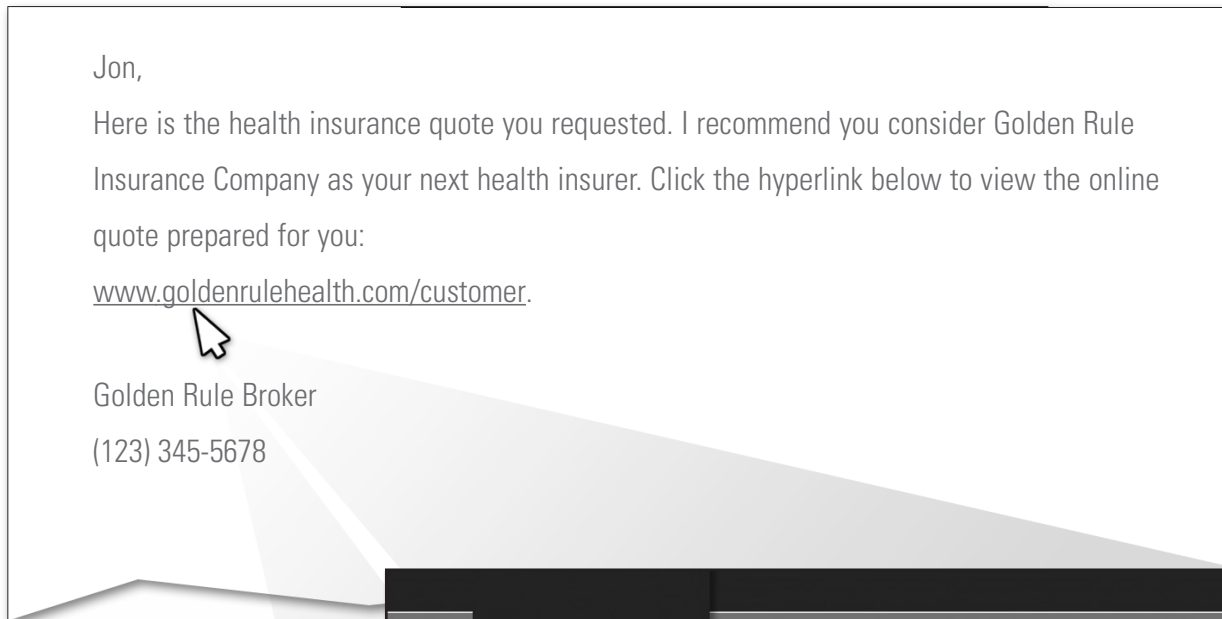 Jon,
Here is the health insurance quote you requested. I recommend you consider Golden Rule
Insurance Company as your next health insurer. Click the hyperlink below to view the online
quote prepared for you:
www.goldenrulehealth.com/customer.
Golden Rule Broker
(123) 345-5678